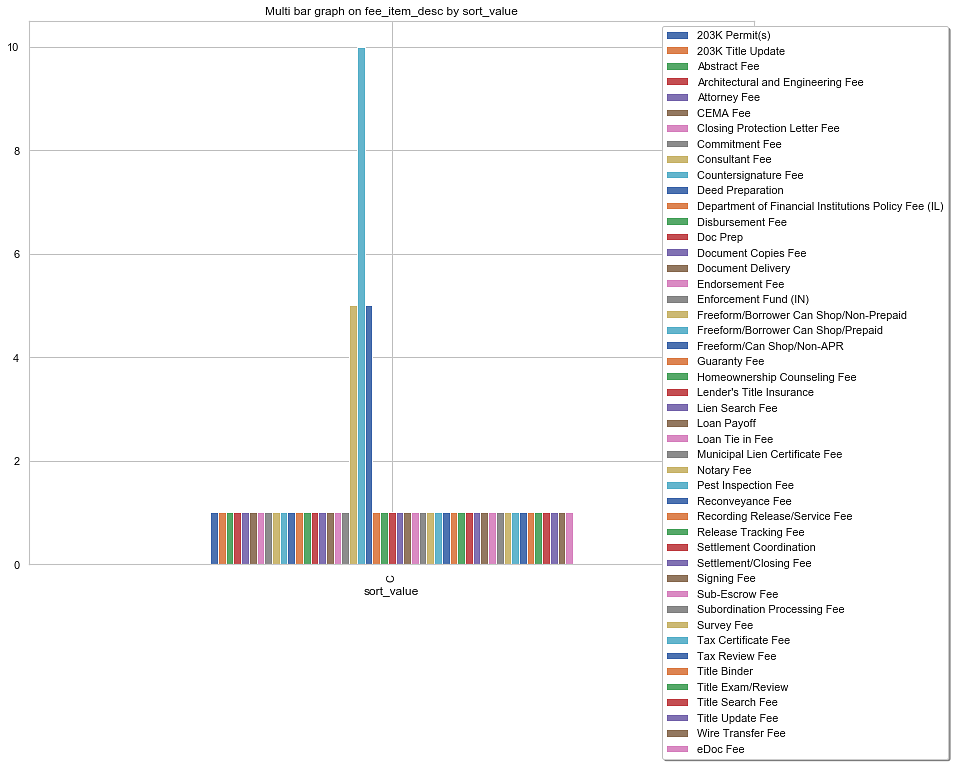 Multi bar graph on fee_item_desc by sort_value
10
8
6
4
2
0
C
sort_value
203K Permit(s)
203K Title Update
Abstract Fee
Architectural and Engineering Fee
Attorney Fee
CEMA Fee
Closing Protection Letter Fee
Commitment Fee
Consultant Fee
Countersignature Fee
Deed Preparation
Department of Financial Institutions Policy Fee (IL)
Disbursement Fee
Doc Prep
Document Copies Fee
Document Delivery
Endorsement Fee
Enforcement Fund (IN)
Freeform/Borrower Can Shop/Non-Prepaid
Freeform/Borrower Can Shop/Prepaid
Freeform/Can Shop/Non-APR
Guaranty Fee
Homeownership Counseling Fee
Lender's Title Insurance
Lien Search Fee
Loan Payoff
Loan Tie in Fee
Municipal Lien Certificate Fee
Notary Fee
Pest Inspection Fee
Reconveyance Fee
Recording Release/Service Fee
Release Tracking Fee
Settlement Coordination
Settlement/Closing Fee
Signing Fee
Sub-Escrow Fee
Subordination Processing Fee
Survey Fee
Tax Certificate Fee
Tax Review Fee
Title Binder
Title Exam/Review
Title Search Fee
Title Update Fee
Wire Transfer Fee
eDoc Fee